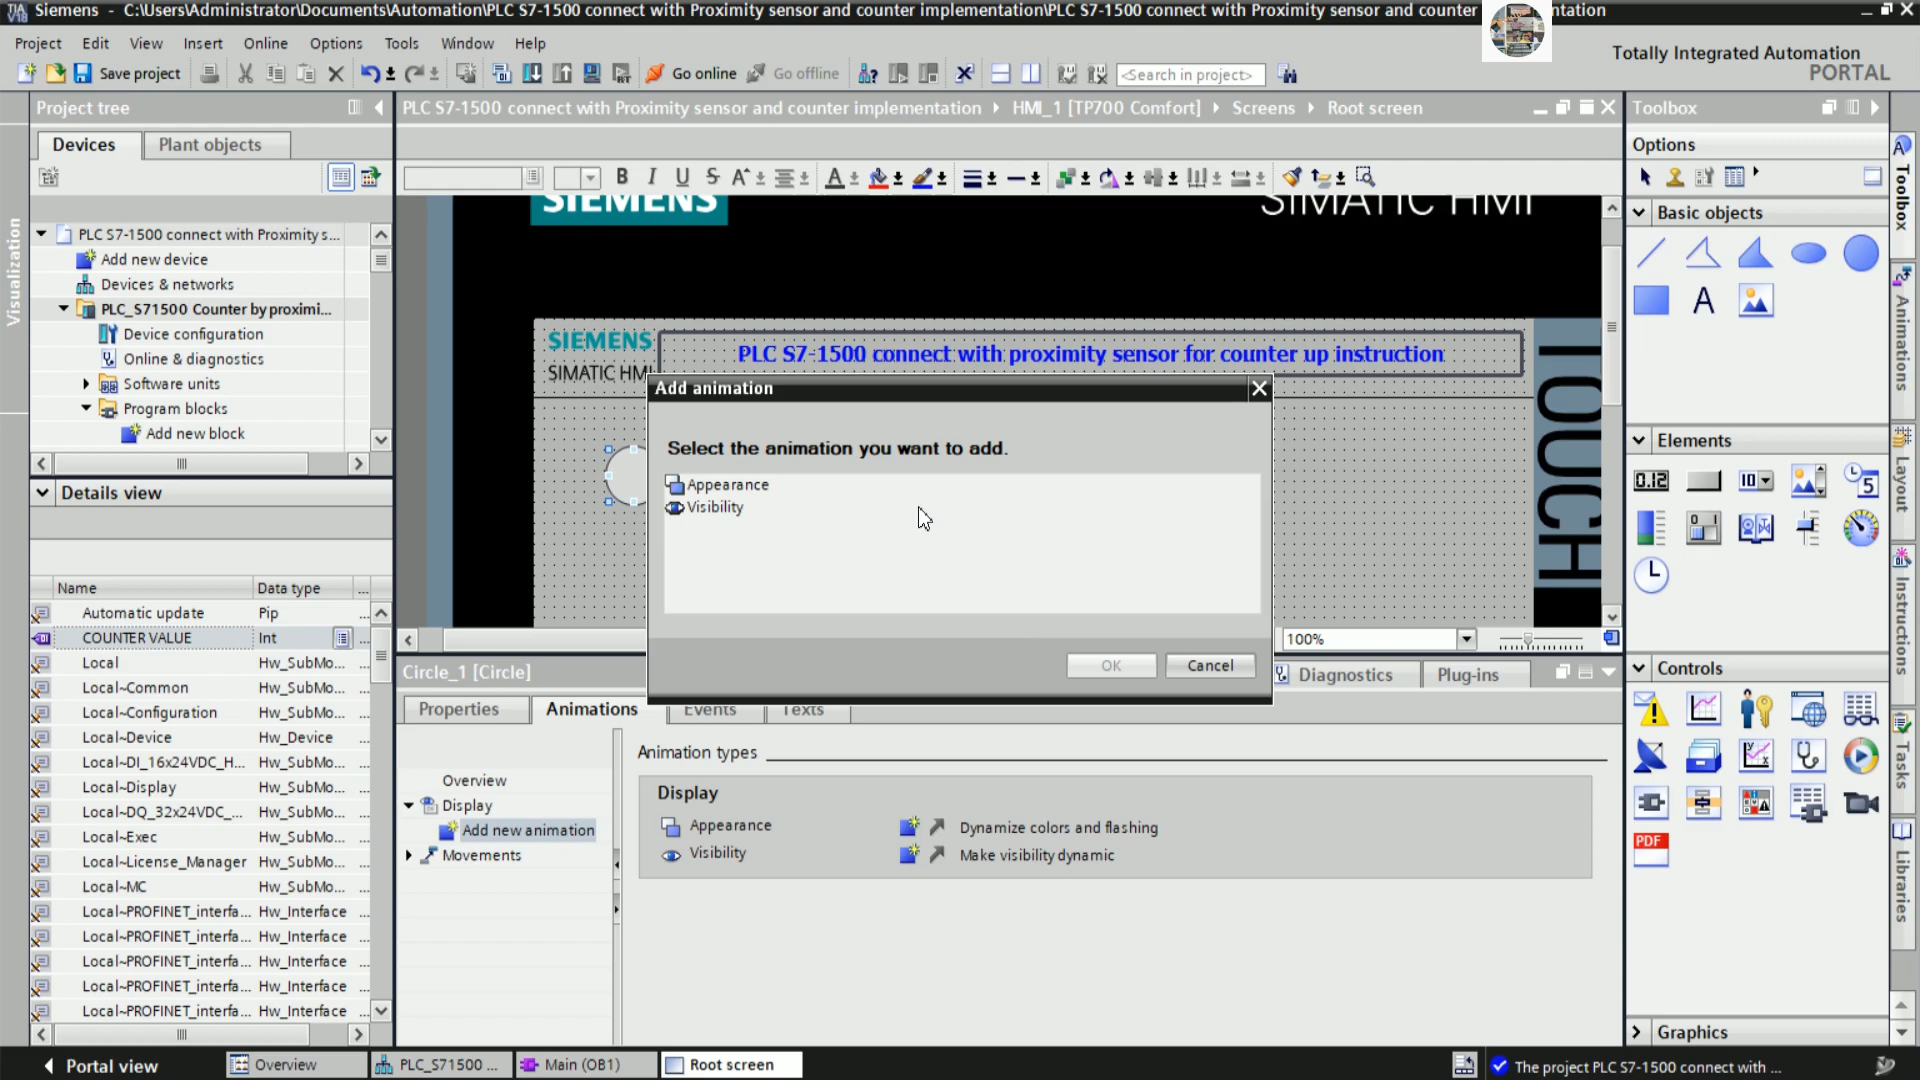 Siemens - C:\Users\Administrator\Documents\Automation\PLC S7-1500 connect with Proximity sensor and counter implementation\PLC S7-1500 connect with Proximity sensor and counter ntation
Project Edit View Insert Online Options Tools Window Help
Totally Integrated Automation
PORTAL
Save project
Go online
Go offline
<Search in project>
Project tree
PLC S7-1500 connect with Proximity sensor and counter implementation HMI_1 [TP700 Comfort] Screens Root screen
Toolbox
Devices
Plant objects
Options
Visualization
PLC S7-1500 connect with Proximity s...
Add new device
Devices & networks
PLC_S71500 Counter by proximi...
Device configuration
Online & diagnostics
Software units
Program blocks
Add new block
SIEMENS
SIMATIC HMI
SIEMENS
SIMATIC HMI
PLC S7-1500 connect with proximity sensor for counter up instruction
TOUCH
Add animation
Select the animation you want to add.
Appearance
Visibility
OK
Cancel
100%
Basic objects
Elements
Controls
PDF
Graphics
Toolbox
Animations
Layout
Instructions
Tasks
Libraries
Details view
Name Data type ...
Automatic update Pip ...
COUNTER VALUE Int ...
Local Hw_SubMo... ...
Local~Common Hw_SubMo... ...
Local~Configuration Hw_SubMo... ...
Local~Device Hw_Device ...
Local~DI_16x24VDC_H... Hw_SubMo... ...
Local~Display Hw_SubMo... ...
Local~DQ_32x24VDC_... Hw_SubMo... ...
Local~Exec Hw_SubMo... ...
Local~License_Manager Hw_SubMo... ...
Local~MC Hw_SubMo... ...
Local~PROFINET_interfa... Hw_Interface ...
Local~PROFINET_interfa... Hw_Interface ...
Local~PROFINET_interfa... Hw_Interface ...
Local~PROFINET_interfa... Hw_Interface ...
Local~PROFINET_interfa... Hw_Interface ...
Circle_1 [Circle]
Diagnostics
Plug-ins
Properties
Animations
Events
Texts
Overview
Display
Add new animation
Movements
Animation types
Display
Appearance
Dynamize colors and flashing
Visibility
Make visibility dynamic
Portal view
Overview
PLC_S71500 ...
Main (OB1)
Root screen
The project PLC S7-1500 connect with ...